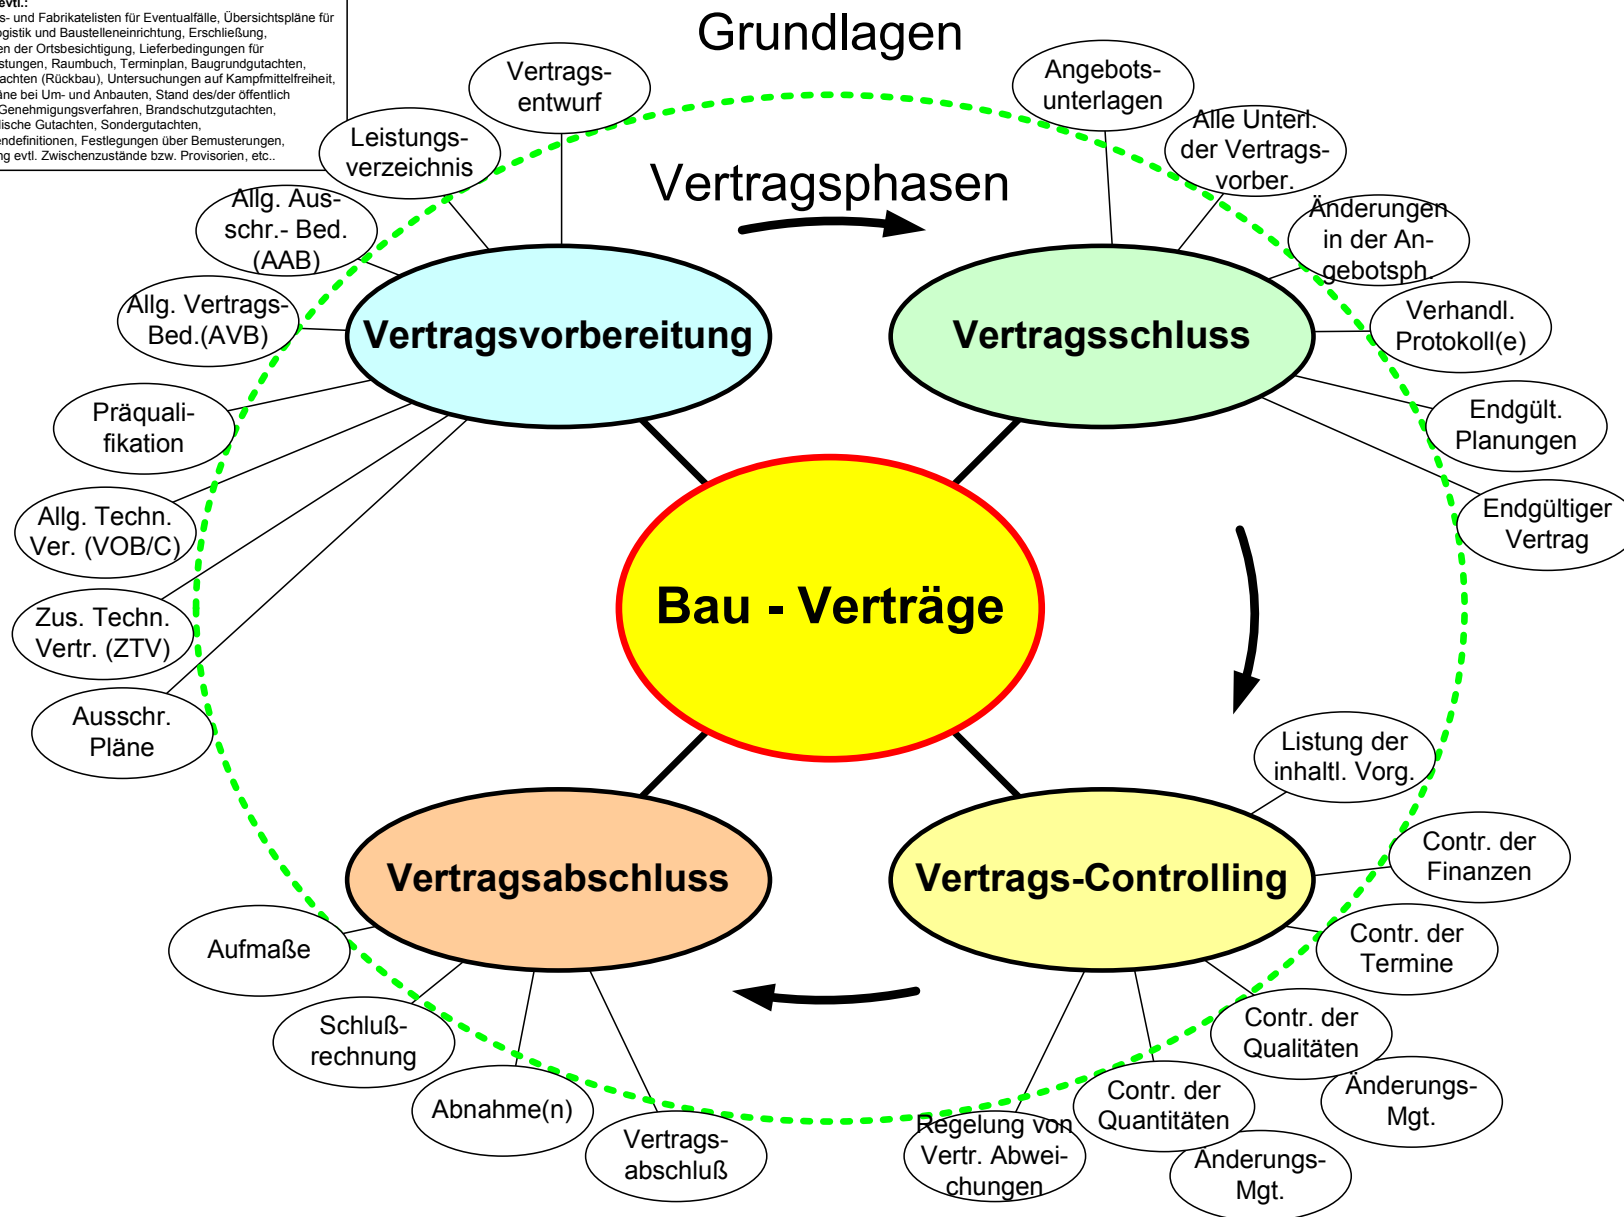 evtl.:
s- und Fabrikatelisten für Eventualfälle, Übersichtspläne für
ogistik und Baustelleneinrichtung, Erschließung,
en der Ortsbesichtigung, Lieferbedingungen für
istungen, Raumbuch, Terminplan, Baugrundgutachten,
achten (Rückbau), Untersuchungen auf Kampfmittelfreiheit,
äne bei Um- und Anbauten, Stand des/der öffentlich
Genehmigungsverfahren, Brandschutzgutachten,
lische Gutachten, Sondergutachten,
endefinitionen, Festlegungen über Bemusterungen,
ng evtl. Zwischenzustände bzw. Provisorien, etc..
Grundlagen
Vertragsphasen
Vertrags-
entwurf
Leistungs-
verzeichnis
Allg. Aus-
schr.- Bed.
(AAB)
Allg. Vertrags-
Bed.(AVB)
Präquali-
fikation
Allg. Techn.
Ver. (VOB/C)
Zus. Techn.
Vertr. (ZTV)
Ausschr.
Pläne
Vertragsvorbereitung
Angebots-
unterlagen
Alle Unterl.
der Vertrags-
vorber.
Änderungen
in der An-
gebotsph.
Verhandl.
Protokoll(e)
Endgült.
Planungen
Endgültiger
Vertrag
Vertragsschluss
Bau - Verträge
Vertragsabschluss
Aufmaße
Schluß-
rechnung
Abnahme(n)
Vertrags-
abschluß
Vertrags-Controlling
Listung der
inhaltl. Vorg.
Contr. der
Finanzen
Contr. der
Termine
Contr. der
Qualitäten
Änderungs-
Mgt.
Contr. der
Quantitäten
Änderungs-
Mgt.
Regelung von
Vertr. Abwei-
chungen